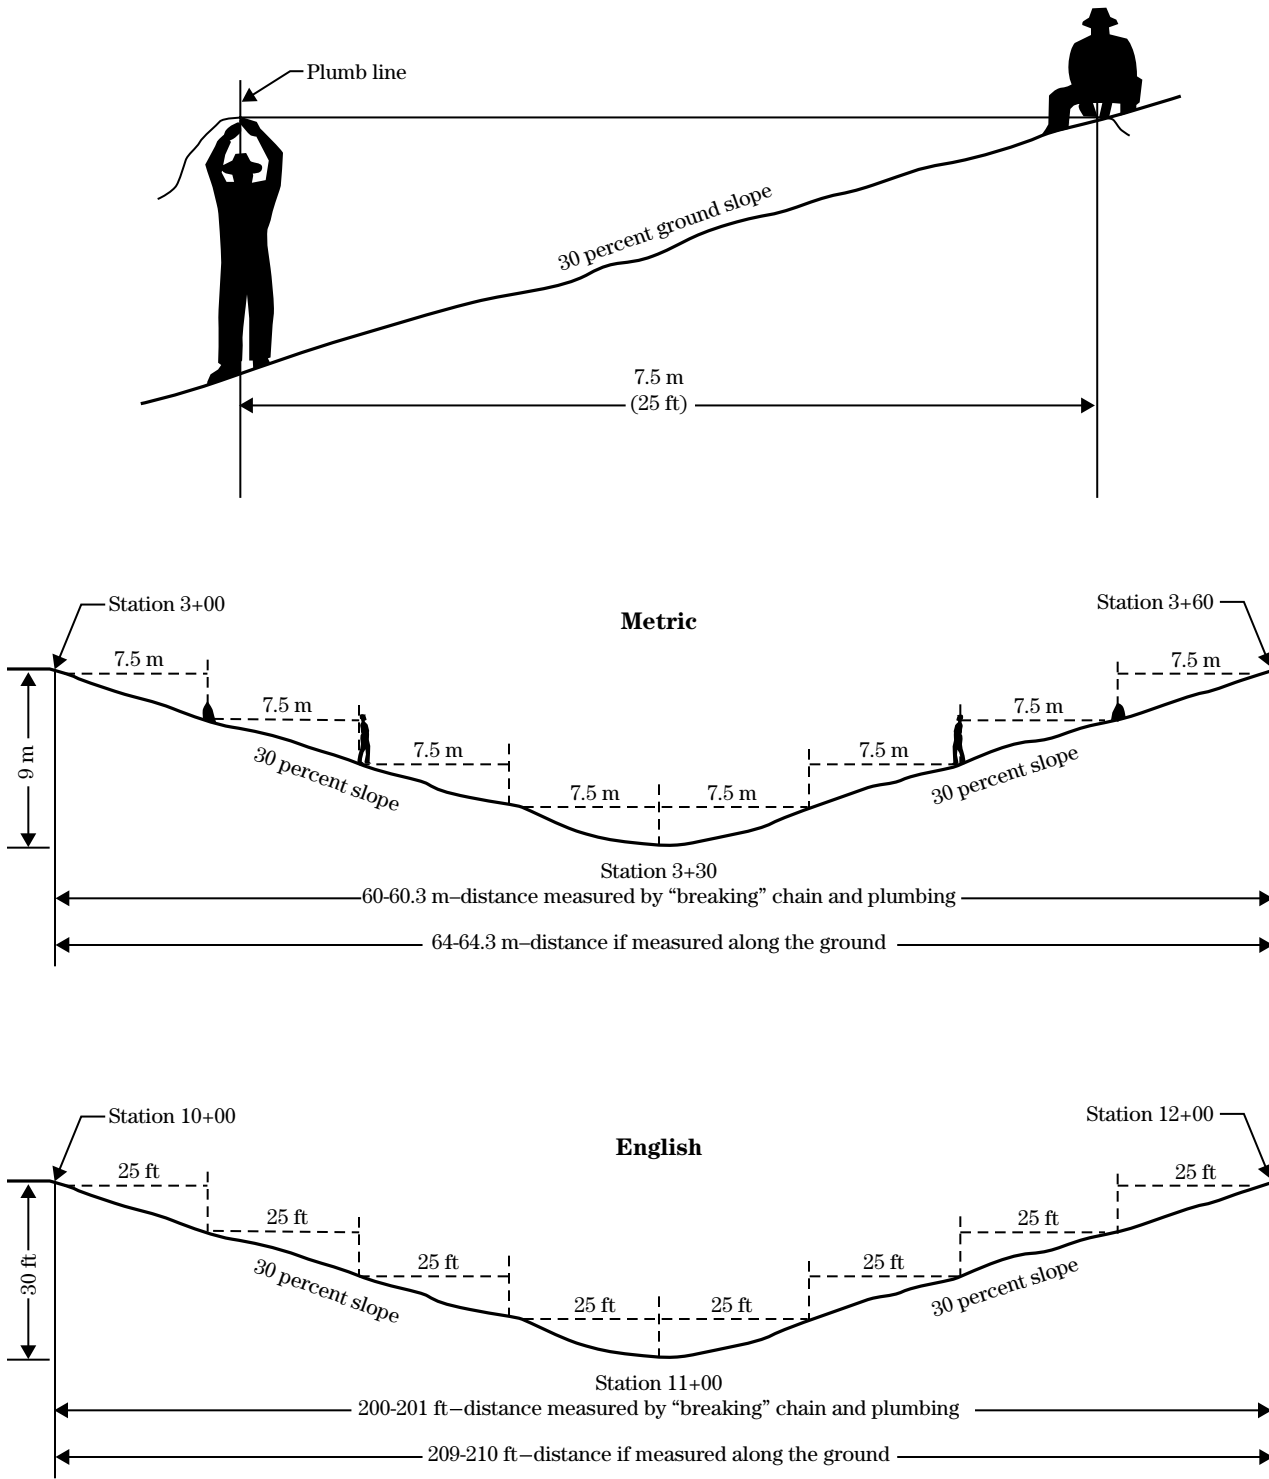 Plumb line
30 percent ground slope
7.5 m
(25 ft)
Station 3+00
Metric
Station 3+60
7.5 m
7.5 m
7.5 m
7.5 m
7.5 m
7.5 m
7.5 m
7.5 m
9 m
30 percent slope
30 percent slope
Station 3+30
60-60.3 m–distance measured by “breaking” chain and plumbing
64-64.3 m–distance if measured along the ground
Station 10+00
English
Station 12+00
25 ft
25 ft
25 ft
25 ft
25 ft
25 ft
25 ft
25 ft
30 ft
30 percent slope
30 percent slope
Station 11+00
200-201 ft–distance measured by “breaking” chain and plumbing
209-210 ft–distance if measured along the ground